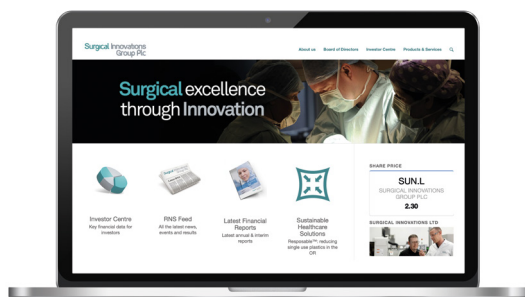 Surgical Innovations
Group Plc
About us Board of Directors Investor Centre Products & Services
Surgical excellence
through Innovation
Investor Centre
Key financial data for
investors
RNS Feed
All the latest news,
events and results
Latest Financial
Reports
Latest annual & interim
reports
Sustainable
Healthcare
Solutions
Resposable™: reducing
single use plastics in the
OR
SHARE PRICE
SUN.L
SURGICAL INNOVATIONS
GROUP PLC
2.30
SURGICAL INNOVATIONS LTD